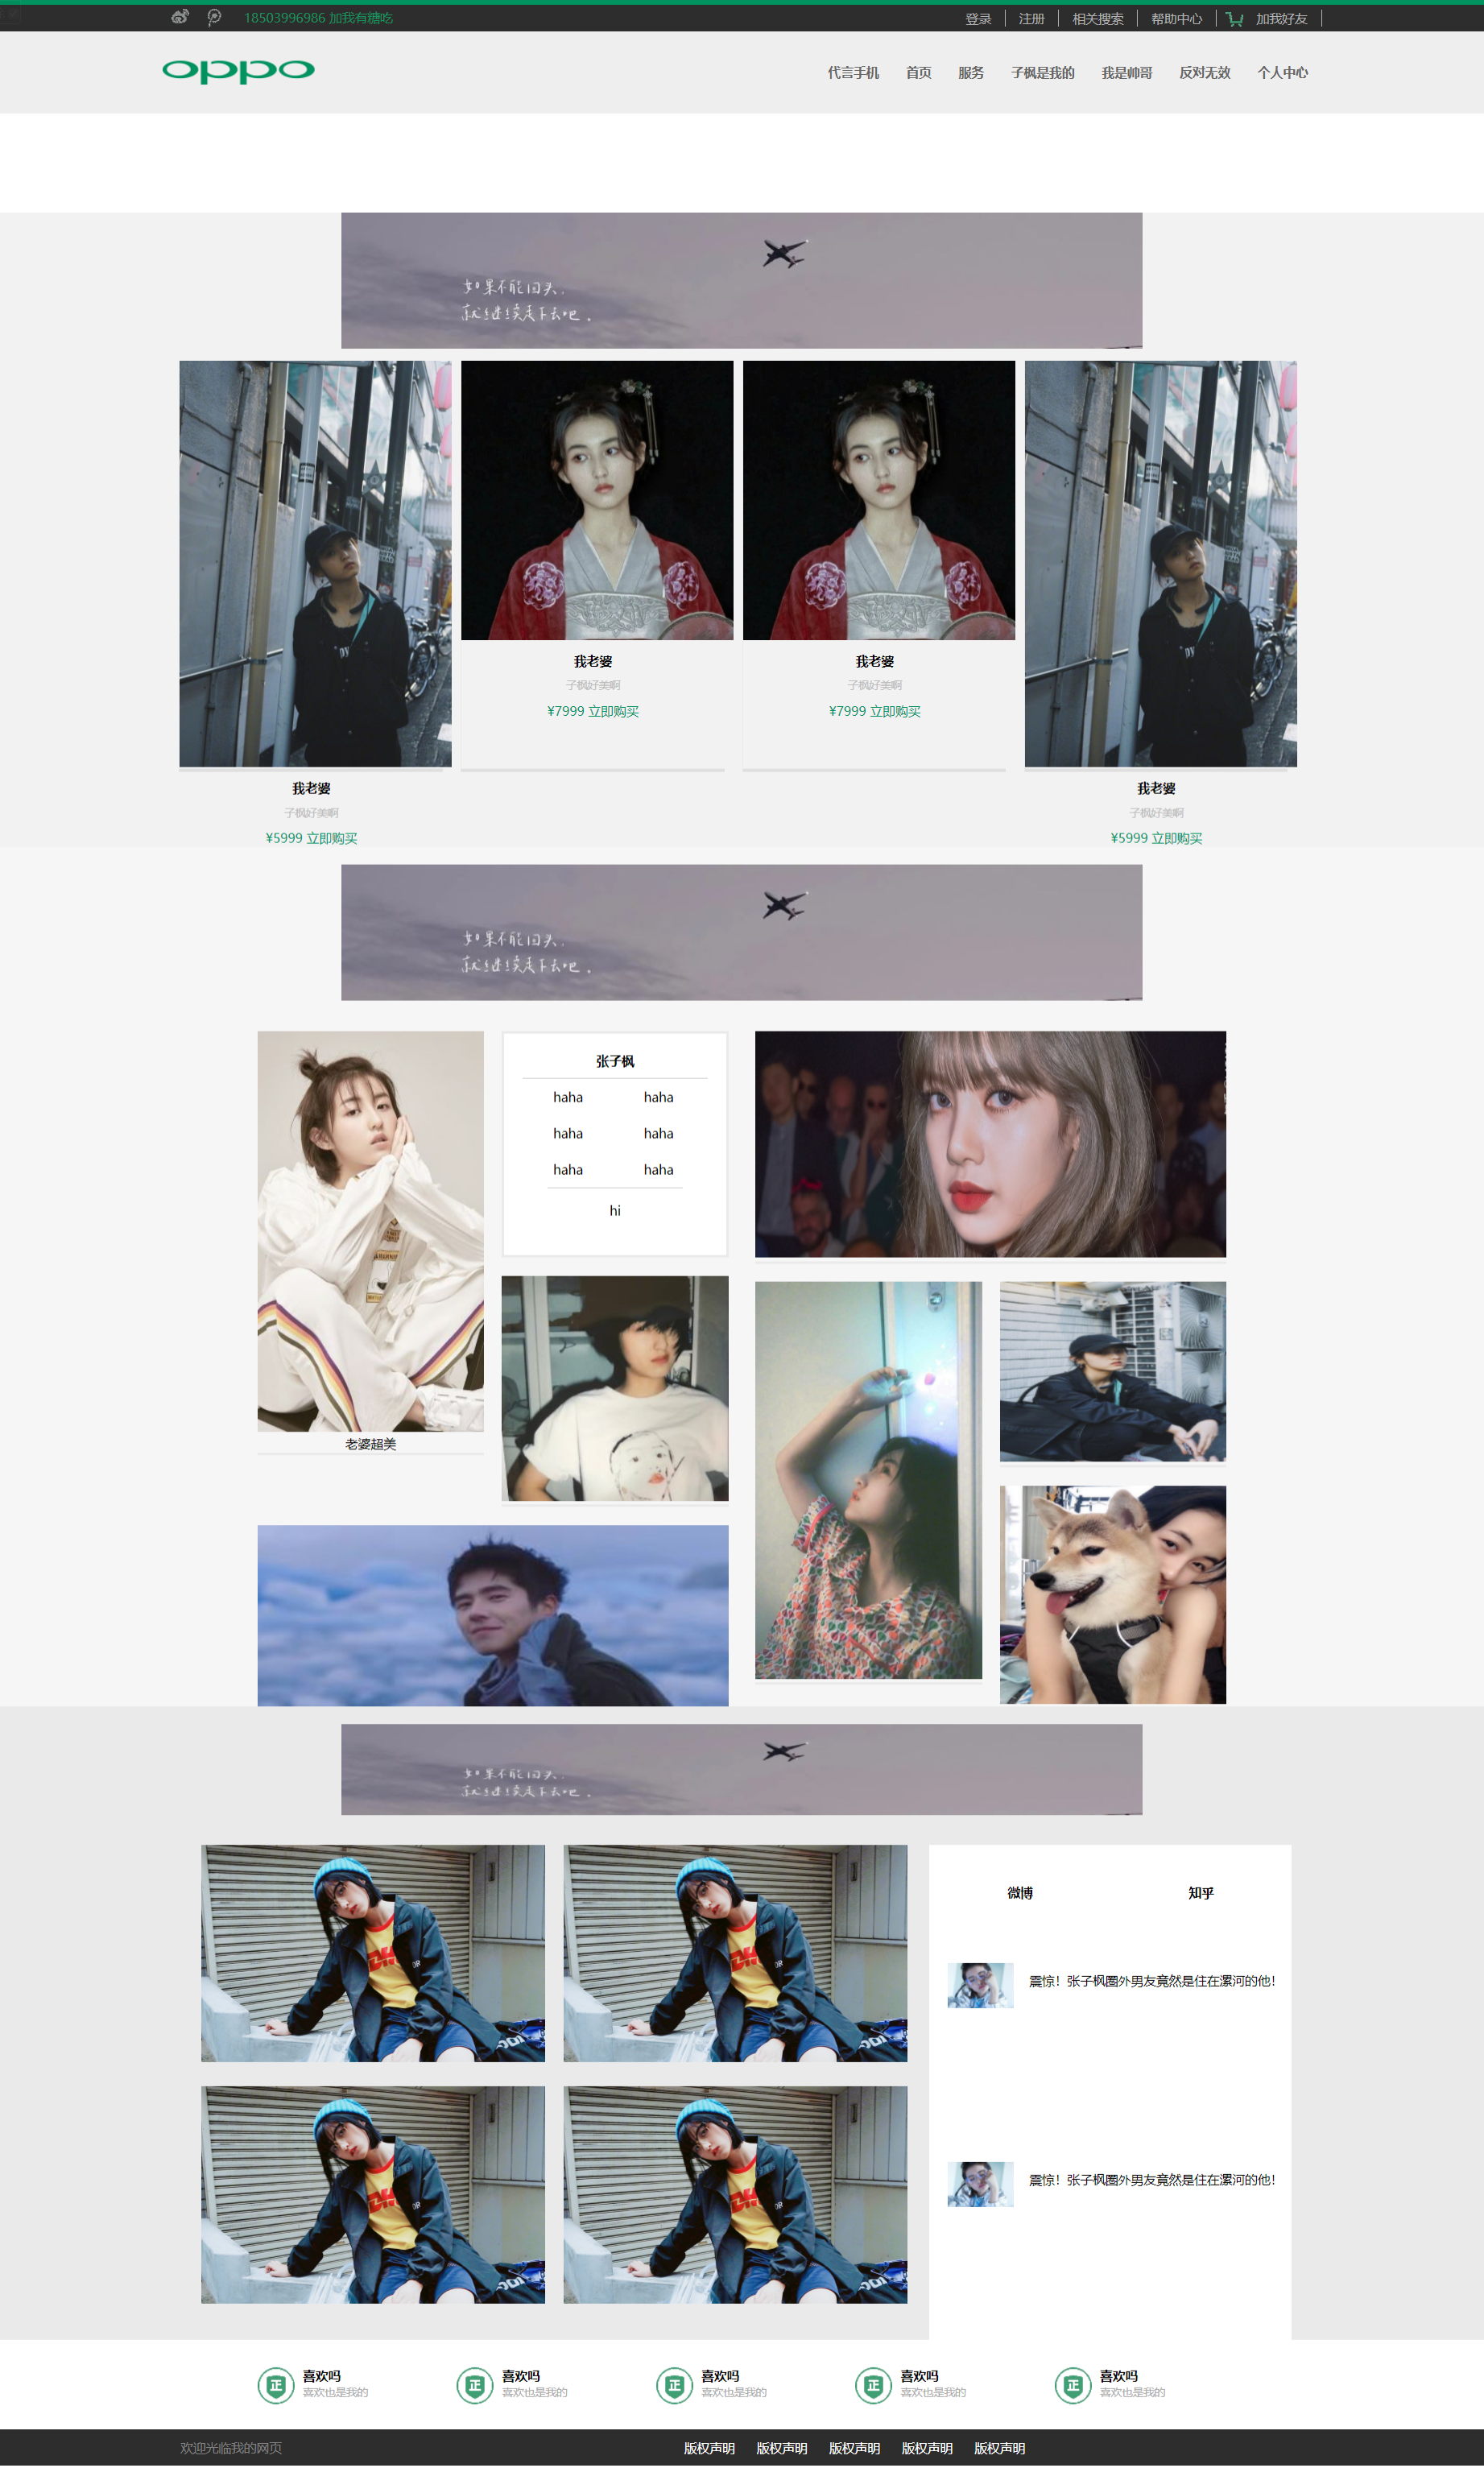 18503996986 加我有糖吃
登录 注册 相关搜索 帮助中心 加我好友
oppo
代言手机 首页 服务 子枫是我的 我是帅哥 反对无效 个人中心
如果不能回头，
就继续走下去吧。
我老婆 我老婆
子枫好美啊 子枫好美啊
¥7999 立即购买 ¥7999 立即购买
我老婆 我老婆
子枫好美啊 子枫好美啊
¥5999 立即购买 ¥5999 立即购买
如果不能回头，
就继续走下去吧。
张子枫
haha haha
haha haha
haha haha
hi
老婆超美
如果不能回头，
就继续走下去吧。
微博 知乎
震惊！张子枫圈外男友竟然是住在漯河的他！
震惊！张子枫圈外男友竟然是住在漯河的他！
喜欢吗 喜欢吗 喜欢吗 喜欢吗 喜欢吗
正 正 正 正 正
喜欢也是我的 喜欢也是我的 喜欢也是我的 喜欢也是我的 喜欢也是我的
欢迎光临我的网页 版权声明 版权声明 版权声明 版权声明 版权声明